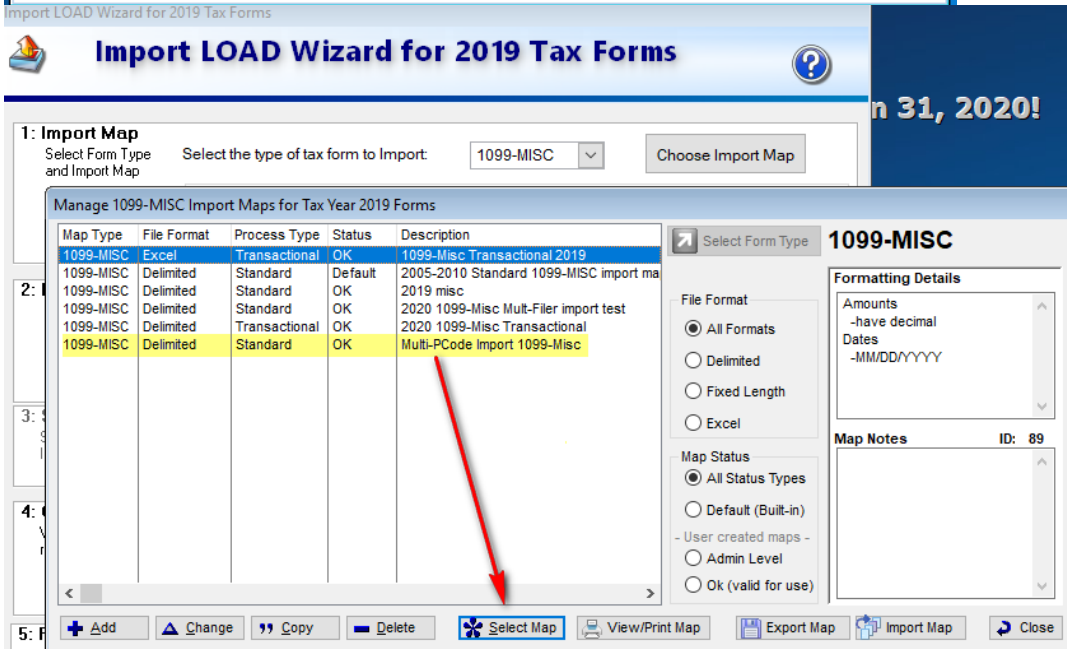 Import LOAD Wizard for 2019 Tax Forms
Import LOAD Wizard for 2019 Tax Forms
n 31, 2020!
1: Import Map
Select Form Type
and Import Map
Select the type of tax form to Import:
1099-MISC
Choose Import Map
Manage 1099-MISC Import Maps for Tax Year 2019 Forms
Map Type File Format Process Type Status Description
1099-MISC Excel Transactional OK 1099-Misc Transactional 2019
1099-MISC Delimited Standard Default 2005-2010 Standard 1099-MISC import ma
1099-MISC Delimited Standard OK 2019 misc
1099-MISC Delimited Standard OK 2020 1099-Misc Mult-Filer import test
1099-MISC Delimited Transactional OK 2020 1099-Misc Transactional
1099-MISC Delimited Standard OK Multi-PCode Import 1099-Misc
Select Form Type
1099-MISC
File Format
All Formats
Delimited
Fixed Length
Excel
Map Status
All Status Types
Default (Built-in)
- User created maps -
Admin Level
Ok (valid for use)
Formatting Details
Amounts
-have decimal
Dates
-MM/DD/YYYY
Map Notes ID: 89
2:
3:
4:
5: F
Add Change Copy Delete Select Map View/Print Map Export Map Import Map Close